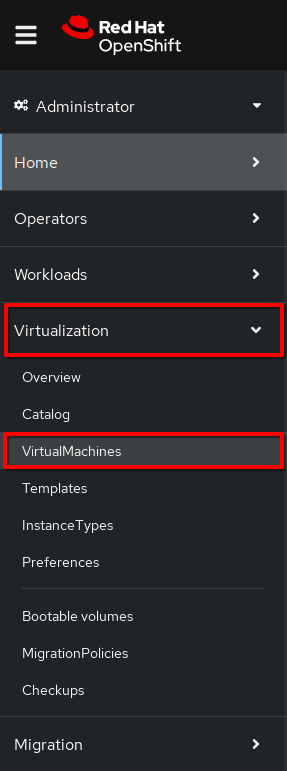 Red Hat
OpenShift
Administrator
Home
Operators
Workloads
Virtualization
Overview
Catalog
VirtualMachines
Templates
InstanceTypes
Preferences
Bootable volumes
MigrationPolicies
Checkups
Migration